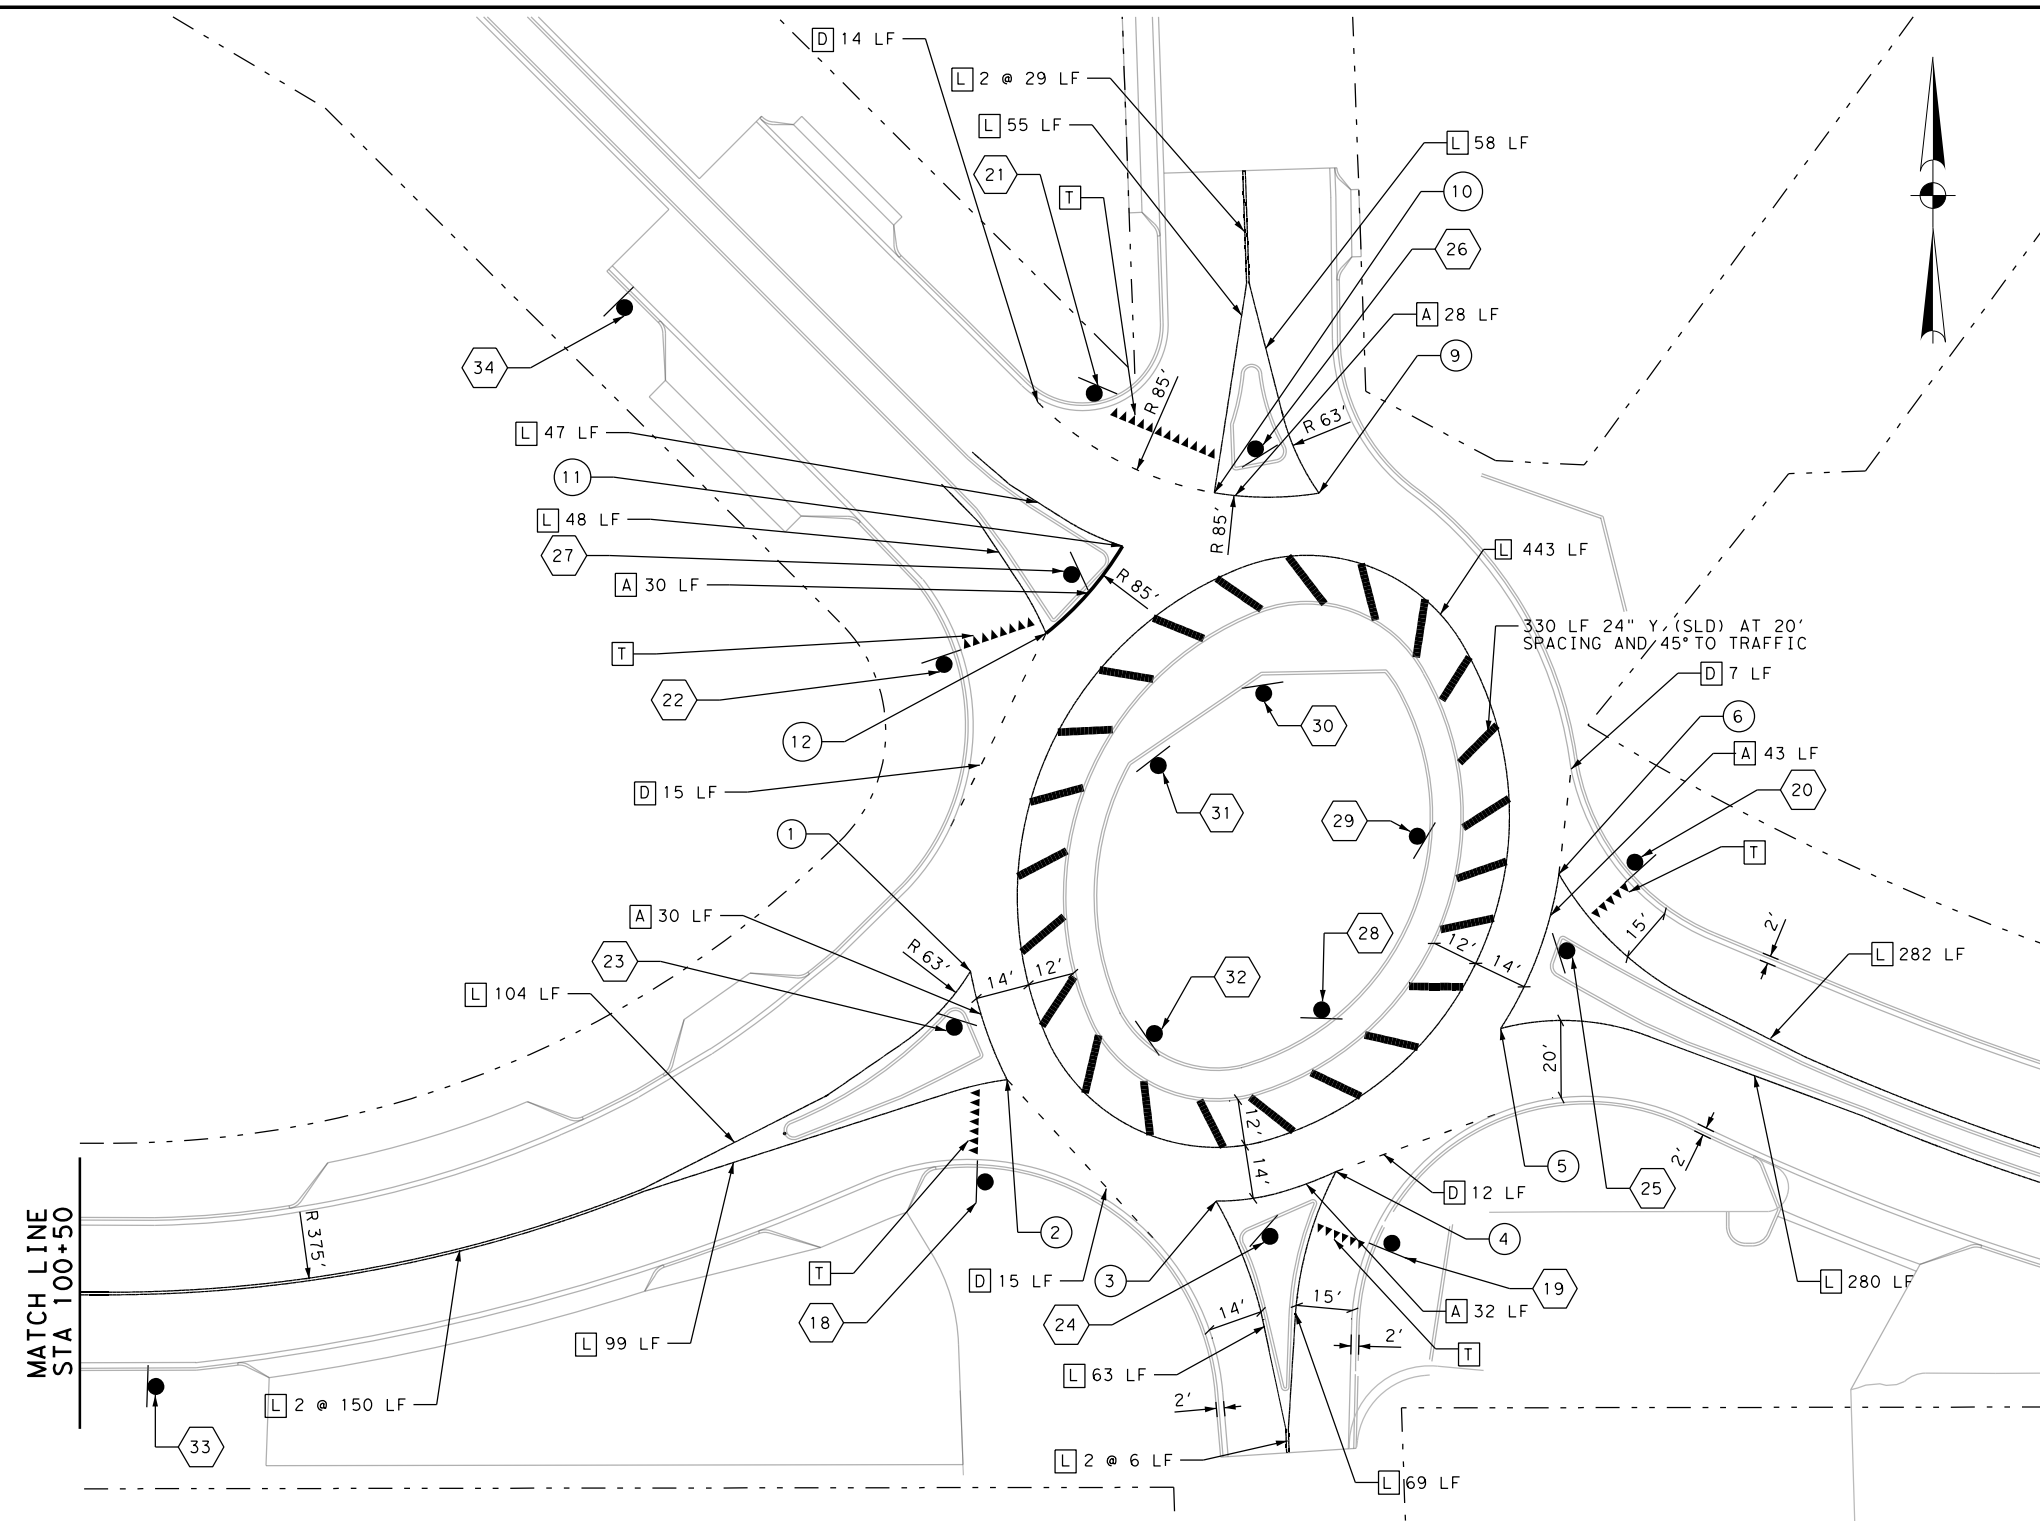 D 14 LF
L 2 @ 29 LF
L 55 LF
L 58 LF
21
T
10
26
A 28 LF
9
34
R 85'
R 63'
L 47 LF
11
L 48 LF
27
A 30 LF
R 85'
R 85'
L 443 LF
330 LF 24" Y (SLD) AT 20'
SPACING AND 45° TO TRAFFIC
T
22
12
D 7 LF
6
A 43 LF
30
D 15 LF
31
29
20
1
T
A 30 LF
23
R 63'
14'
12'
28
32
12'
14'
15'
2'
L 282 LF
L 104 LF
20'
12'
14'
2'
5
25
D 12 LF
MATCH LINE
STA 100+50
R 375'
2
4
T
D 15 LF
3
19
L 280 LF
18
14'
15'
A 32 LF
24
L 99 LF
2'
T
L 63 LF
L 2 @ 150 LF
2'
33
L 2 @ 6 LF
L 69 LF